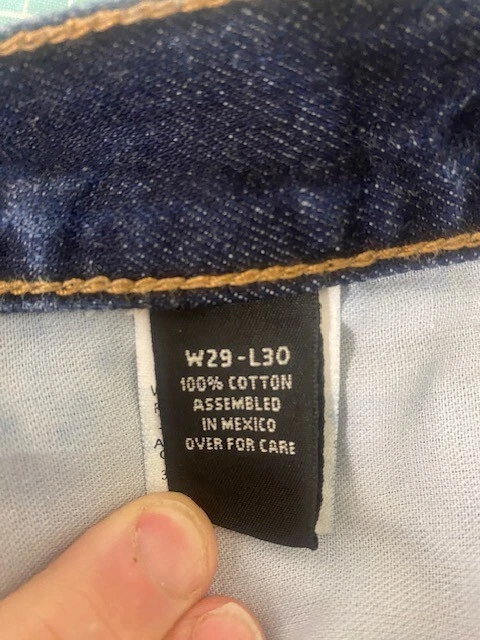 W29-L30
100% COTTON
ASSEMBLED
IN MEXICO
OVER FOR CARE